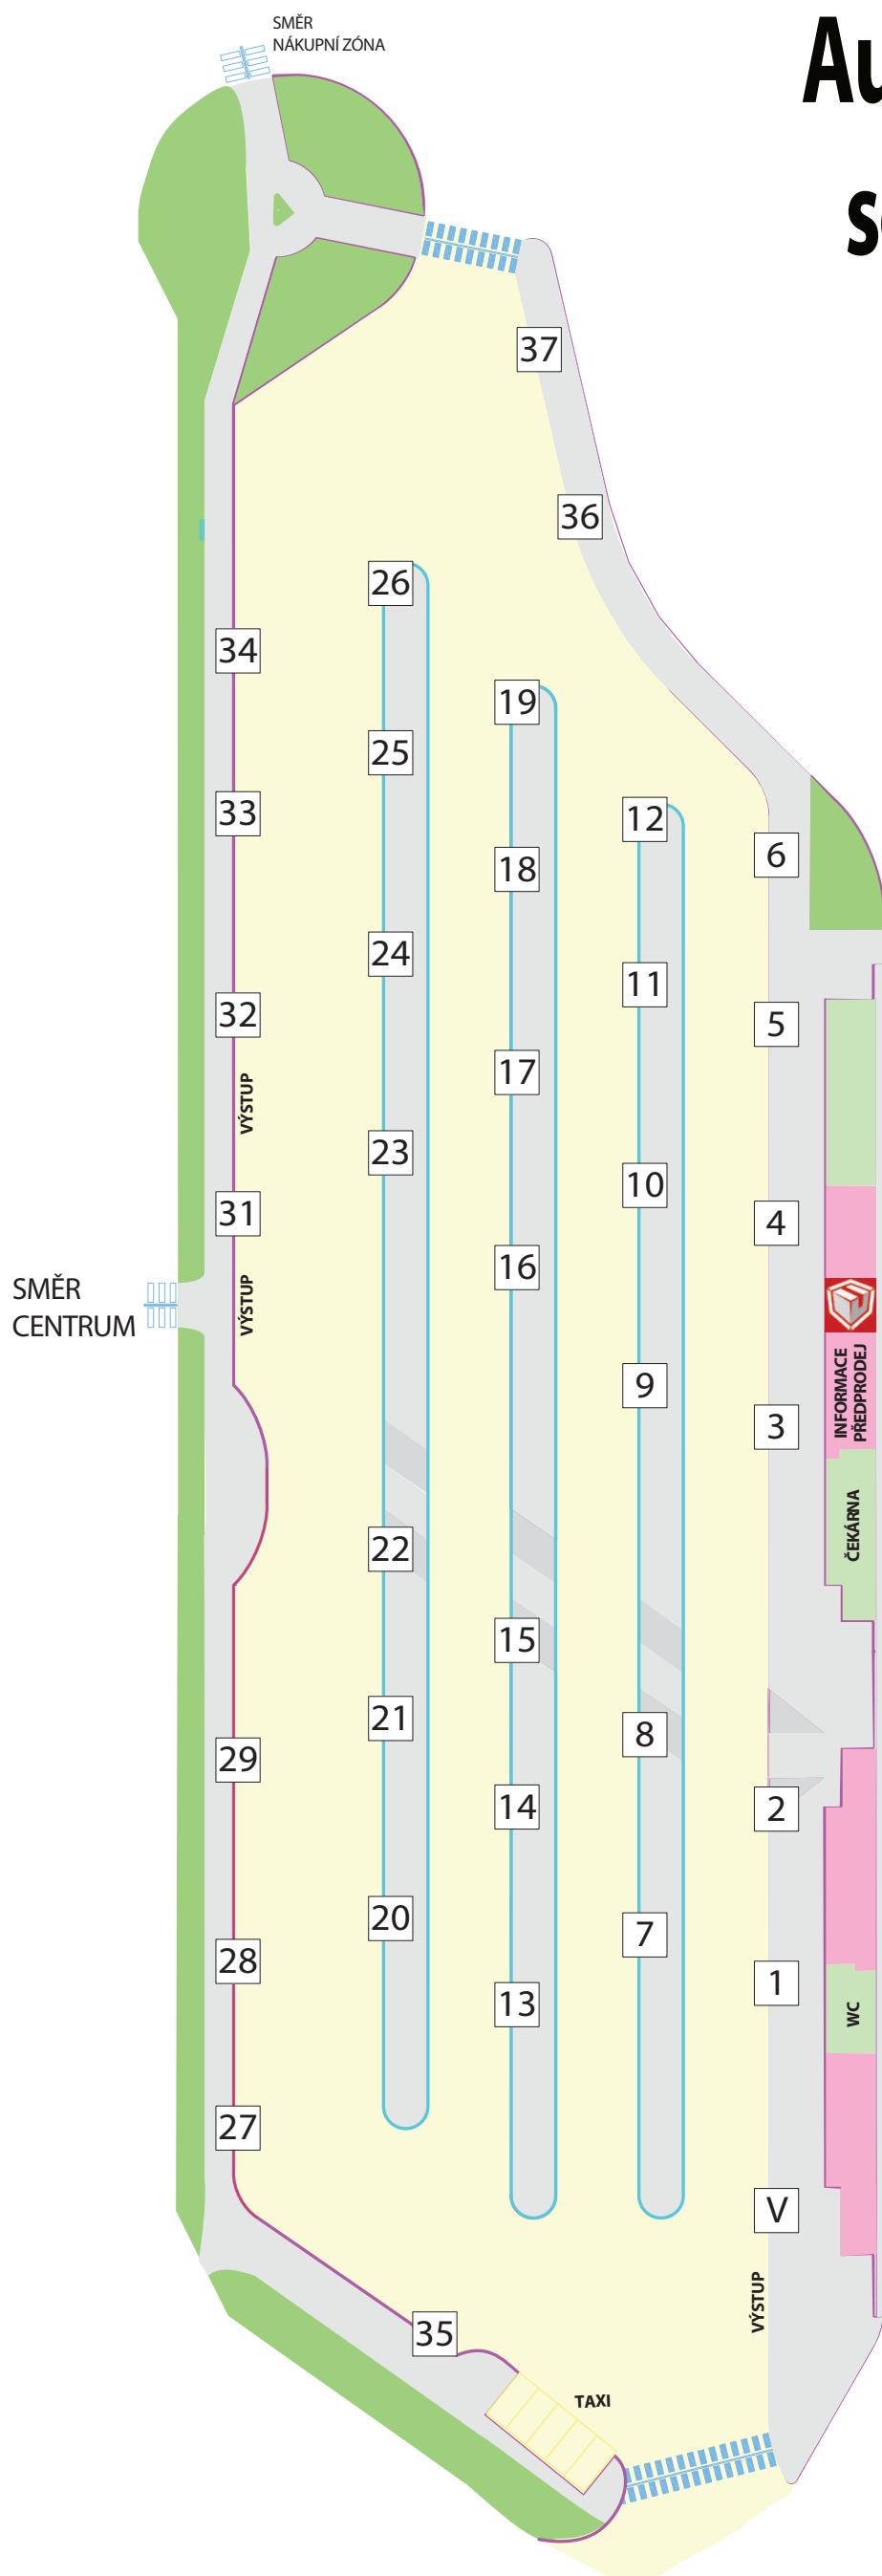 SMĚR
NÁKUPNÍ ZÓNA
37
36
26
34
19
25
33
12
6
18
24
11
32
5
17
VÝSTUP
23
10
31
4
16
SMĚR
CENTRUM
VÝSTUP
9
INFORMACE
PŘEDPRODEJ
3
ČEKÁRNA
22
15
21
8
29
14
2
20
7
28
1
13
WC
27
V
VÝSTUP
35
TAXI